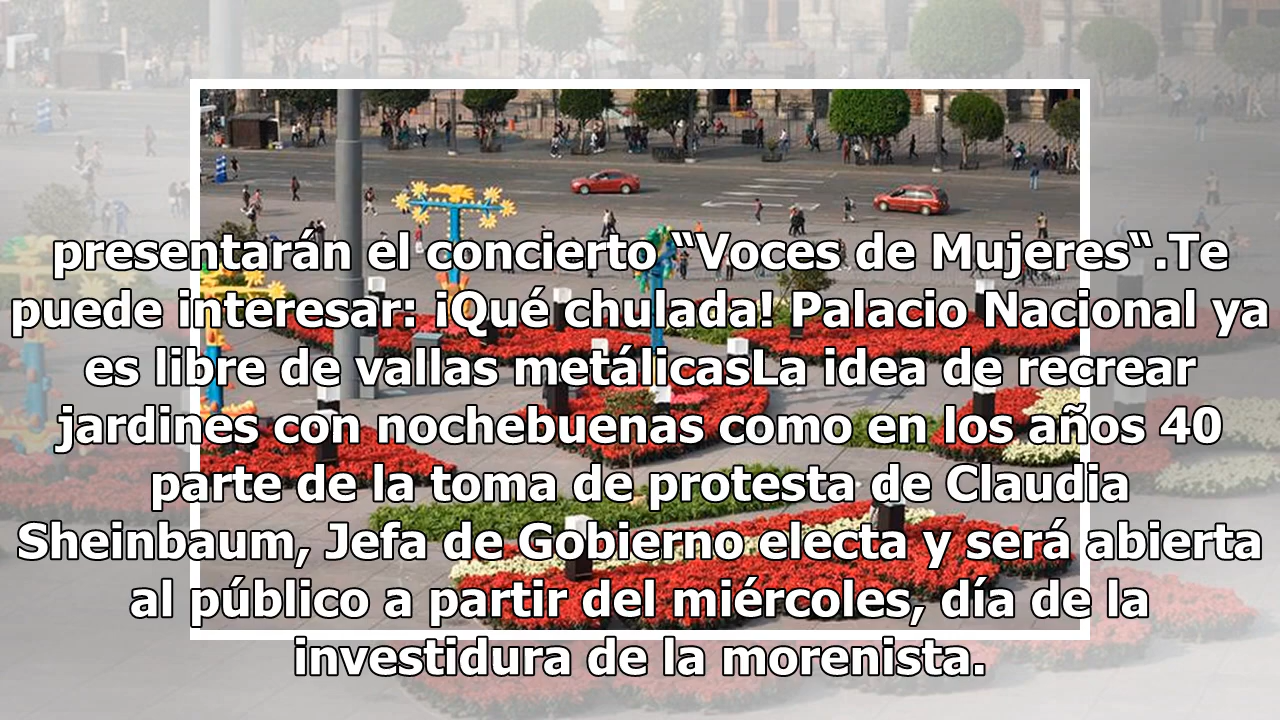 presentarán el concierto “Voces de Mujeres“.Te
puede interesar: ¡Qué chulada! Palacio Nacional ya
es libre de vallas metálicasLa idea de recrear
jardines con nochebuenas como en los años 40
parte de la toma de protesta de Claudia
Sheinbaum, Jefa de Gobierno electa y será abierta
al público a partir del miércoles, día de la
investidura de la morenista.